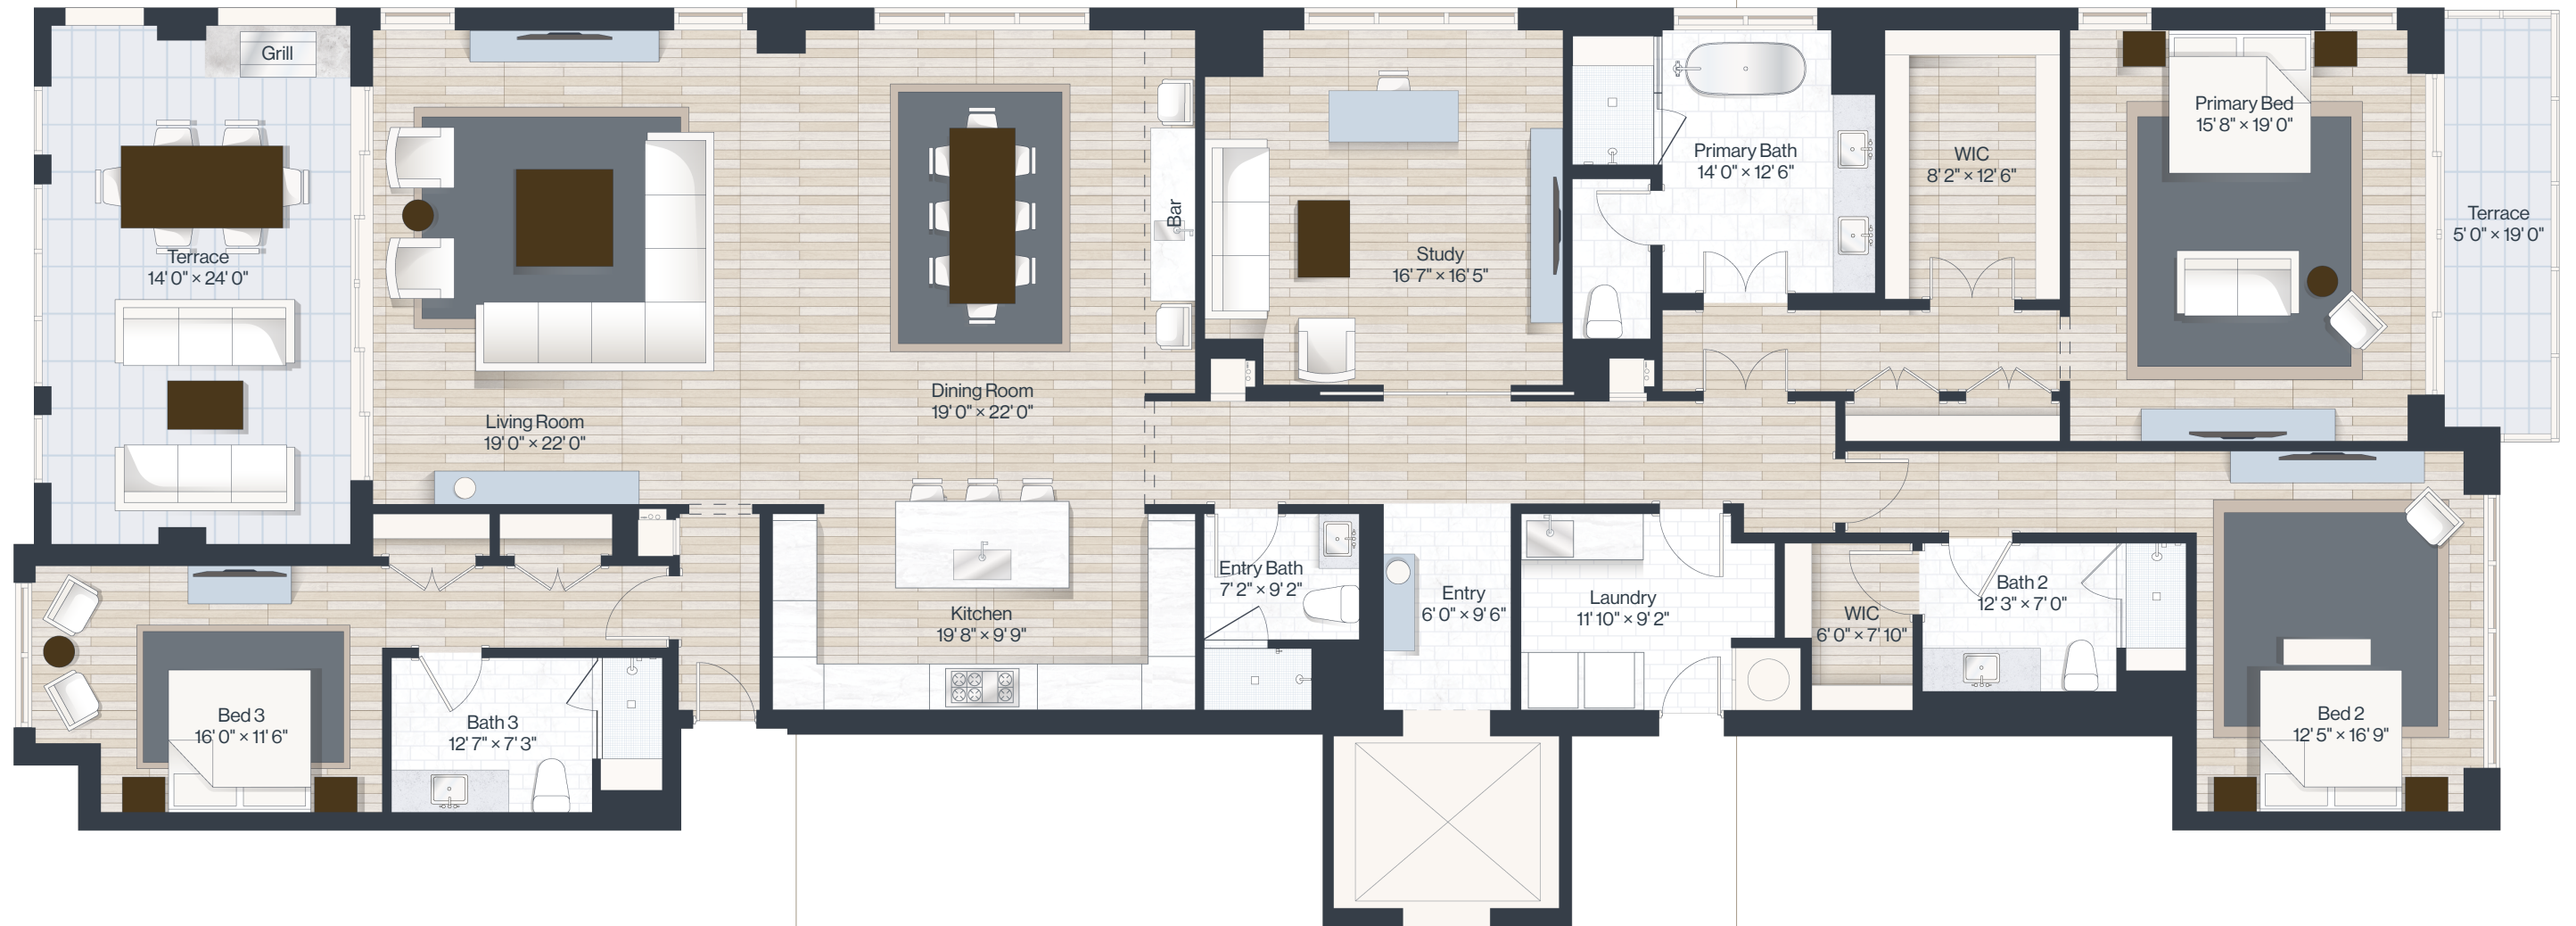 Grill
Terrace
14' 0" × 24' 0"
Living Room
19' 0" × 22' 0"
Dining Room
19' 0" × 22' 0"
Bar
Study
16' 7" × 16' 5"
Primary Bath
14' 0" × 12' 6"
WIC
8' 2" × 12' 6"
Primary Bed
15' 8" × 19' 0"
Terrace
5' 0" × 19' 0"
Bed 3
16' 0" × 11' 6"
Bath 3
12' 7" × 7' 3"
Kitchen
19' 8" × 9' 9"
Entry Bath
7' 2" × 9' 2"
Entry
6' 0" × 9' 6"
Laundry
11' 10" × 9' 2"
WIC
6' 0" × 7' 10"
Bath 2
12' 3" × 7' 0"
Bed 2
12' 5" × 16' 9"